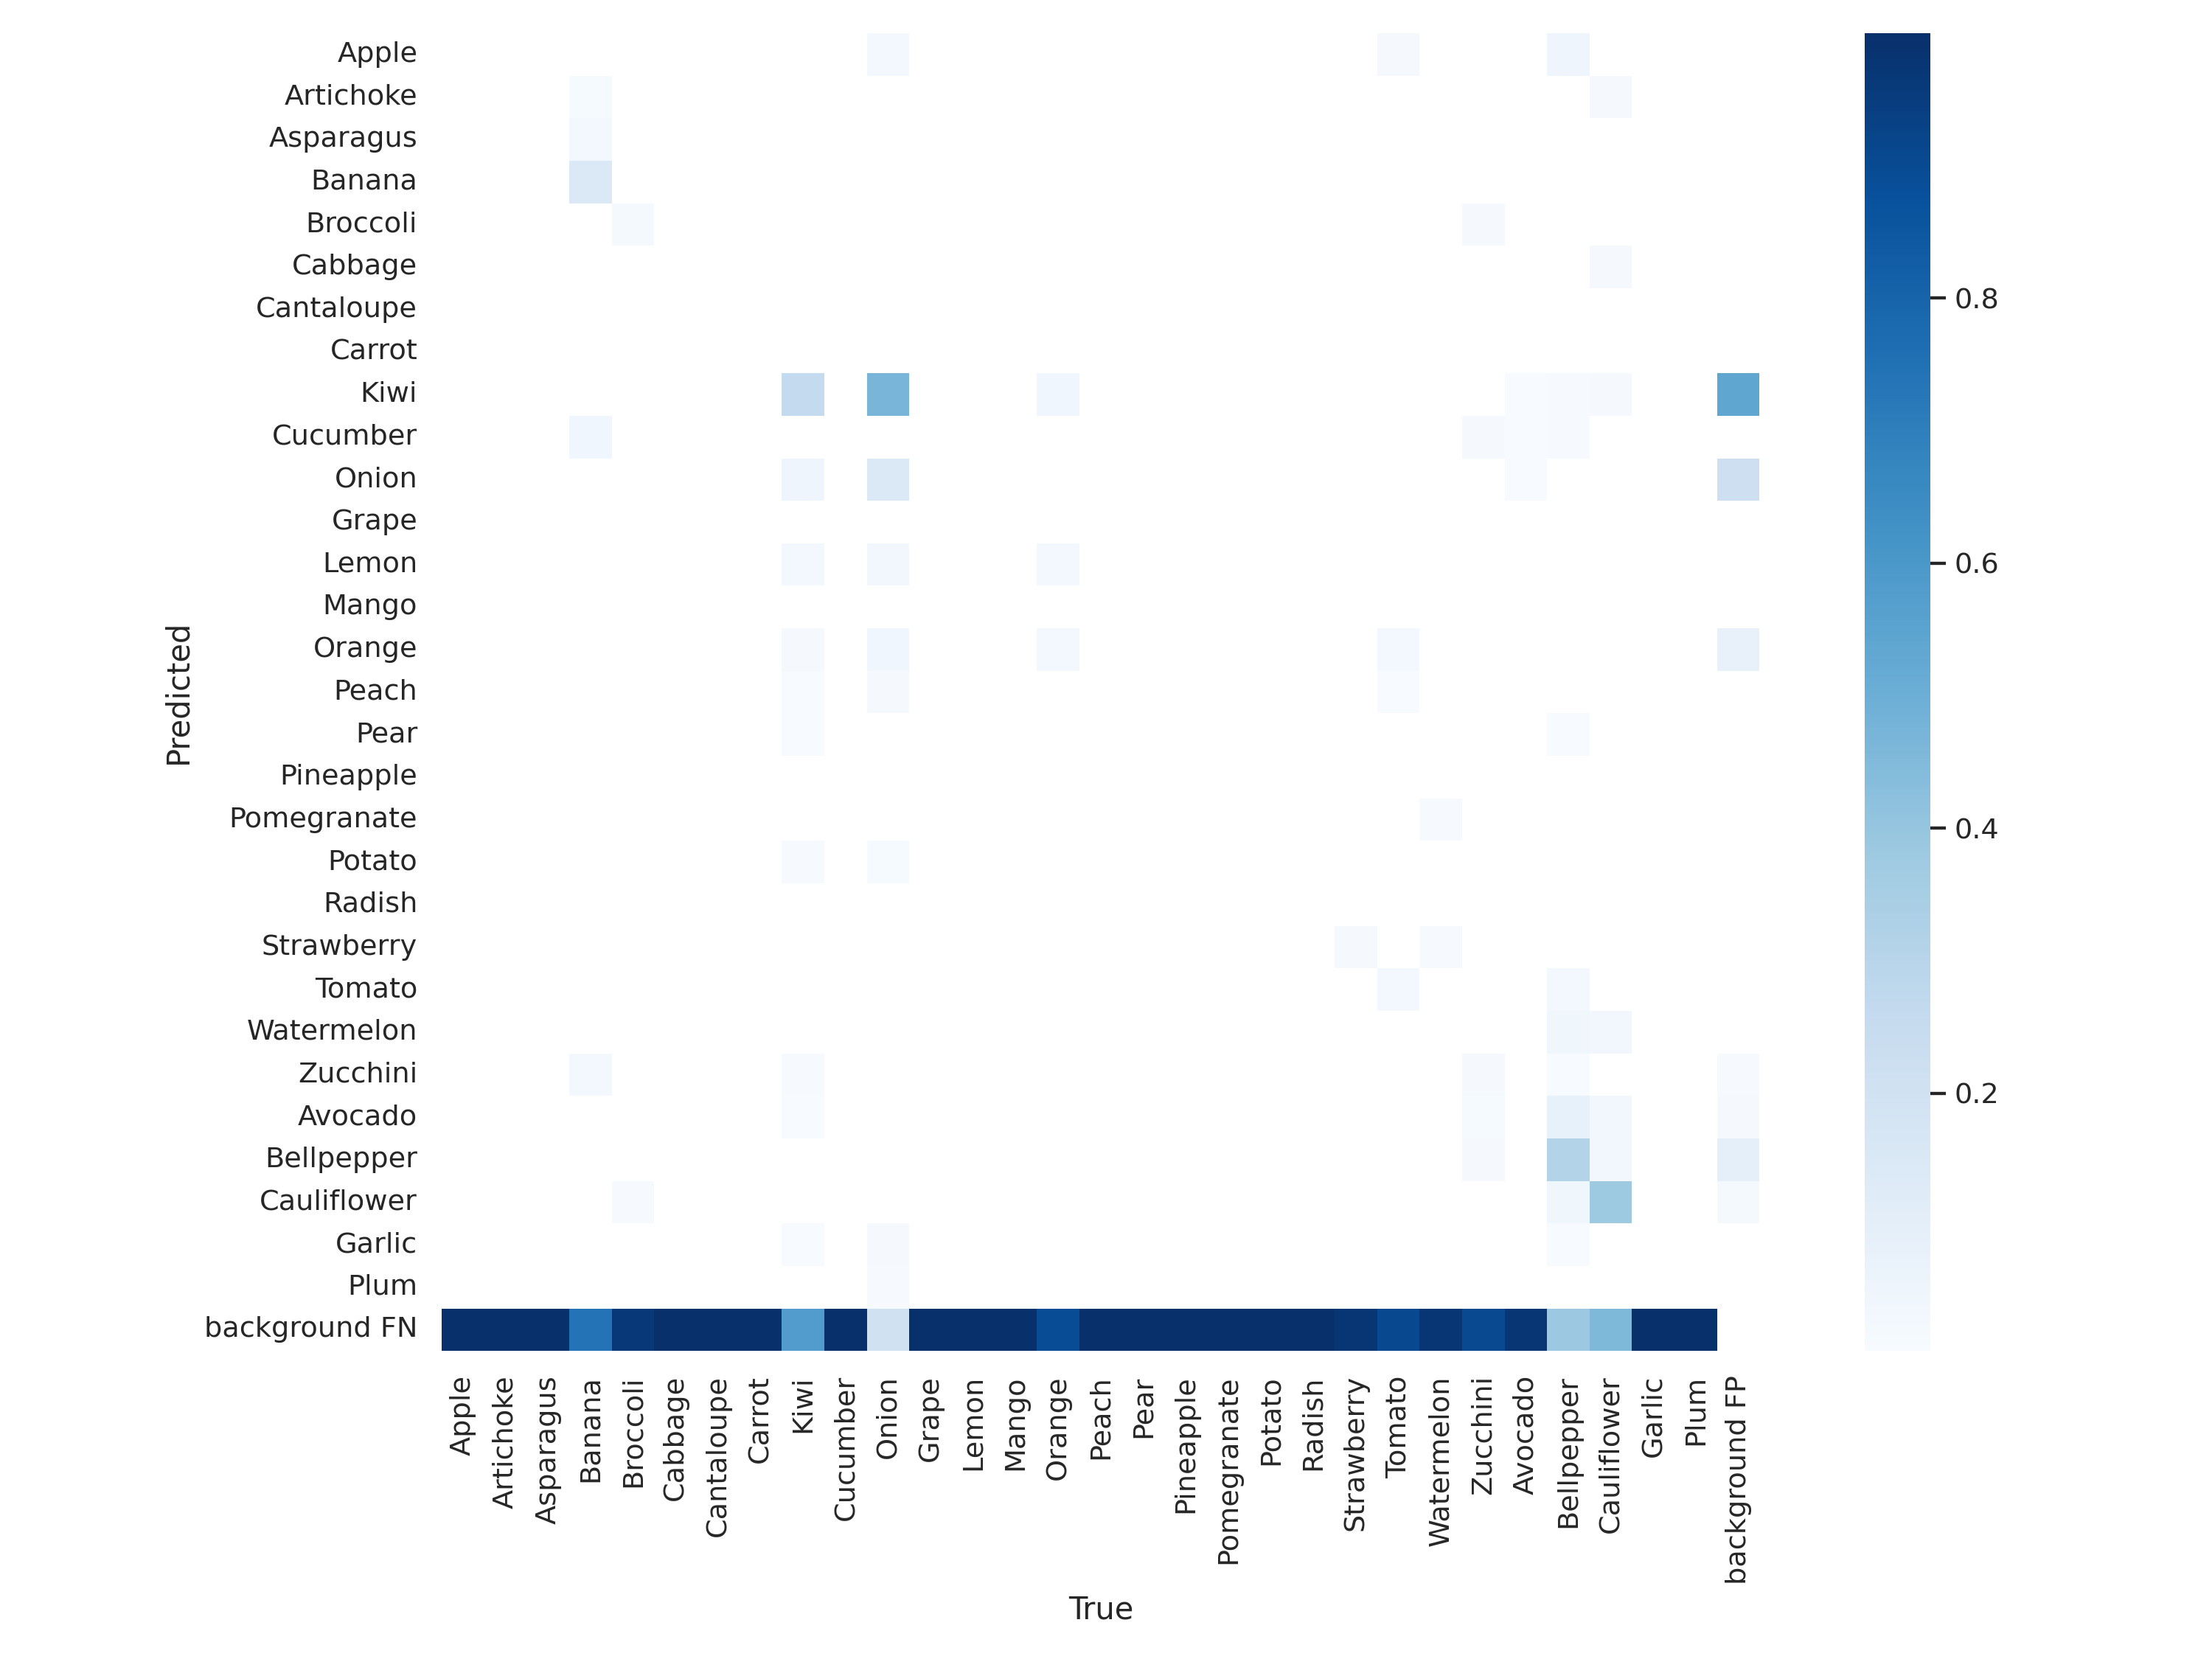 Apple
Artichoke
Asparagus
Banana
Broccoli
Cabbage
Cantaloupe
Carrot
Kiwi
Cucumber
Onion
Grape
Lemon
Mango
Orange
Peach
Pear
Pineapple
Pomegranate
Potato
Radish
Strawberry
Tomato
Watermelon
Zucchini
Avocado
Bellpepper
Cauliflower
Garlic
Plum
background FN
Predicted
Apple
Artichoke
Asparagus
Banana
Broccoli
Cabbage
Cantaloupe
Carrot
Kiwi
Cucumber
Onion
Grape
Lemon
Mango
Orange
Peach
Pear
Pineapple
Pomegranate
Potato
Radish
Strawberry
Tomato
Watermelon
Zucchini
Avocado
Bellpepper
Cauliflower
Garlic
Plum
background FP
True
0.8
0.6
0.4
0.2